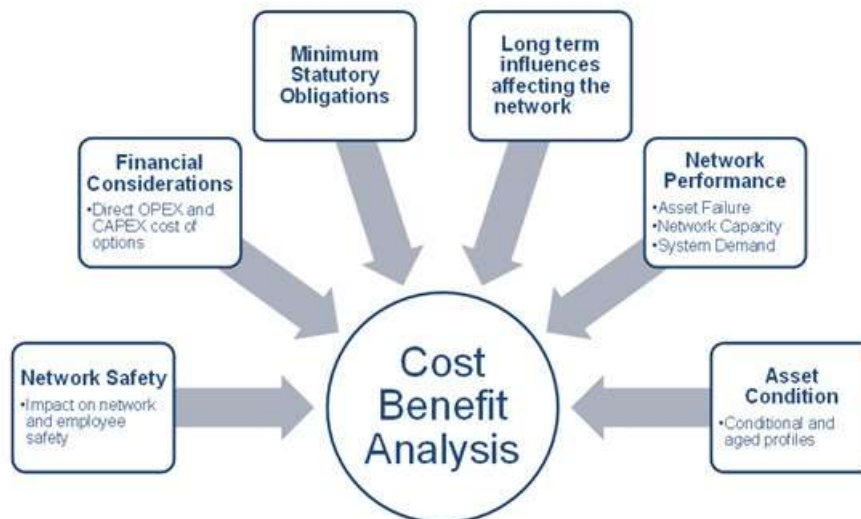 Minimum
Statutory
Obligations
Long term
influences
affecting the
network
Financial
Considerations
•Direct OPEX and
CAPEX cost of
options
Network
Performance
•Asset Failure
•Network Capacity
•System Demand
Network Safety
•Impact on network
and employee
safety
Cost
Benefit
Analysis
Asset
Condition
•Conditional and
aged profiles